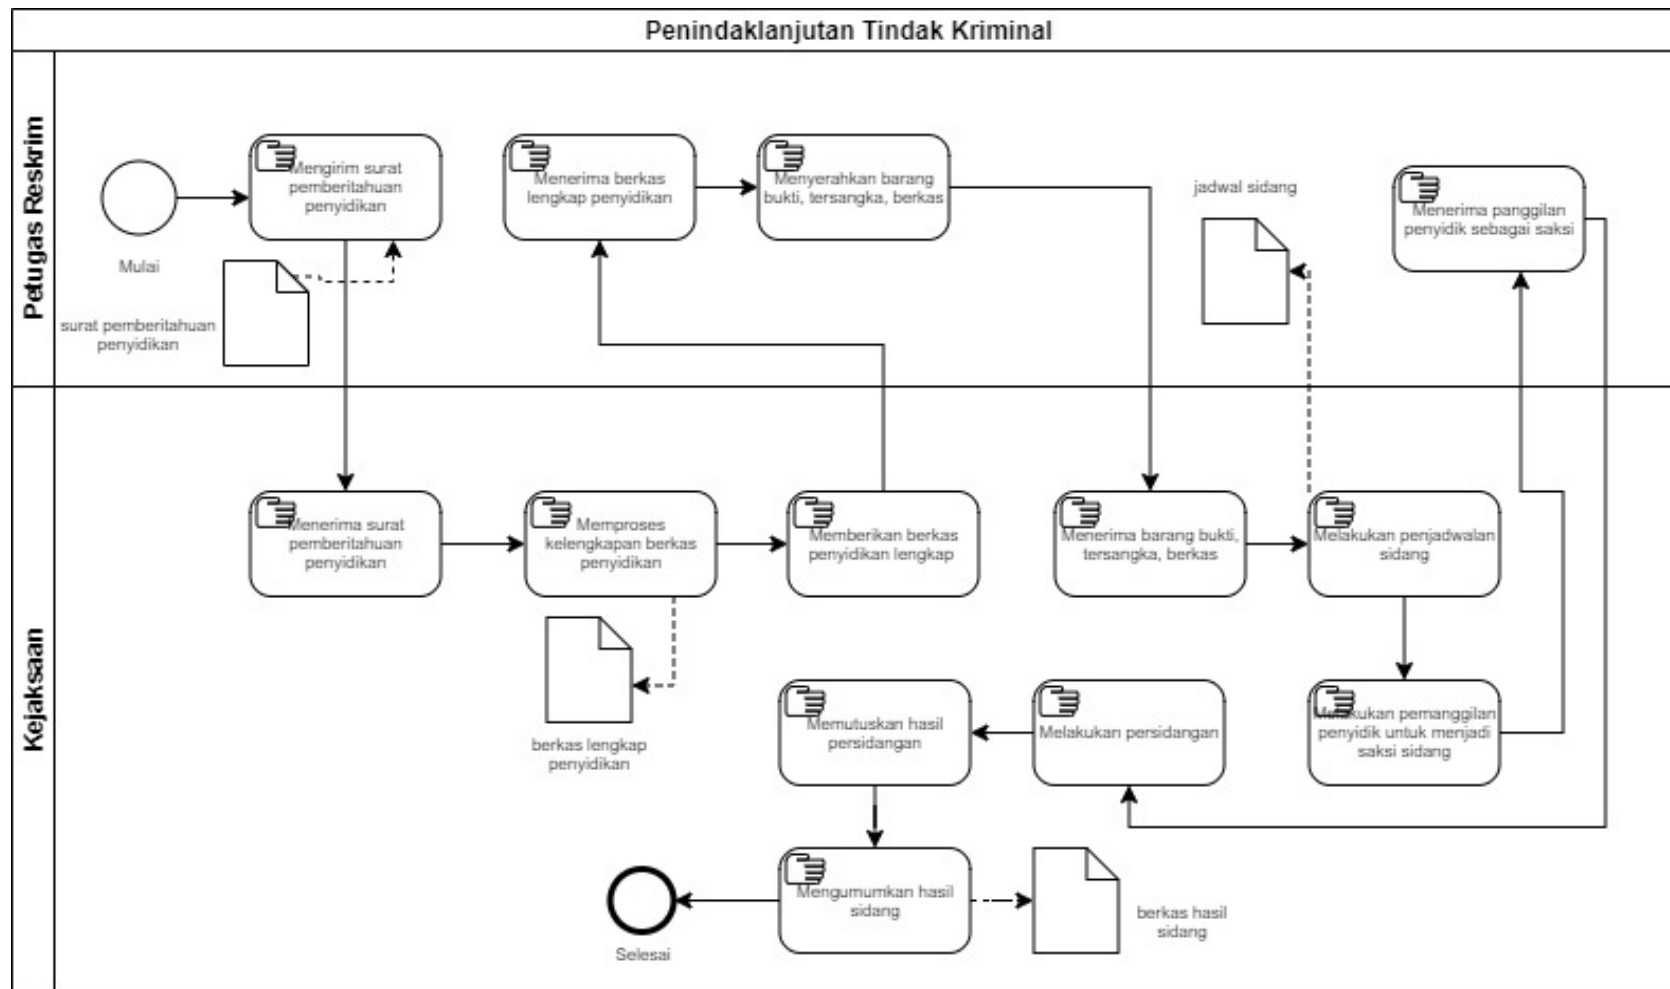 Penindaklanjutan Tindak Kriminal
Petugas Reskrim
Mulai
Mengirim surat
pemberitahuan
penyidikan
surat pemberitahuan
penyidikan
Menerima berkas
lengkap penyidikan
Menyerahkan barang
bukti, tersangka, berkas
jadwal sidang
Menerima panggilan
penyidik sebagai saksi
Kejaksaan
Menerima surat
pemberitahuan
penyidikan
Memproses
kelengkapan berkas
penyidikan
berkas lengkap
penyidikan
Memberikan berkas
penyidikan lengkap
Menerima barang bukti,
tersangka, berkas
Melakukan penjadwalan
sidang
Melakukan pemanggilan
penyidik untuk menjadi
saksi sidang
Melakukan persidangan
Memutuskan hasil
persidangan
Mengumumkan hasil
sidang
berkas hasil
sidang
Selesai